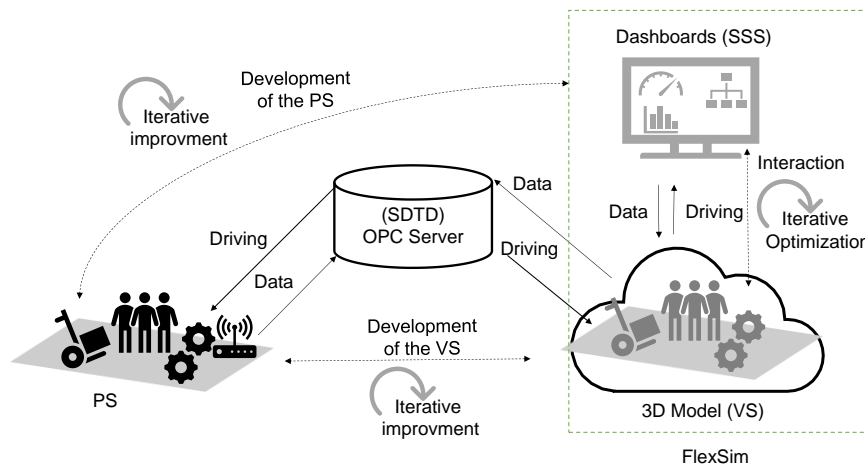 Dashboards (SSS)
Development
of the PS
Iterative
improvment
Interaction
Data
Driving
Iterative
Optimization
(SDTD)
OPC Server
Data
Driving
Driving
Data
Development
of the VS
Iterative
improvment
PS
3D Model (VS)
FlexSim